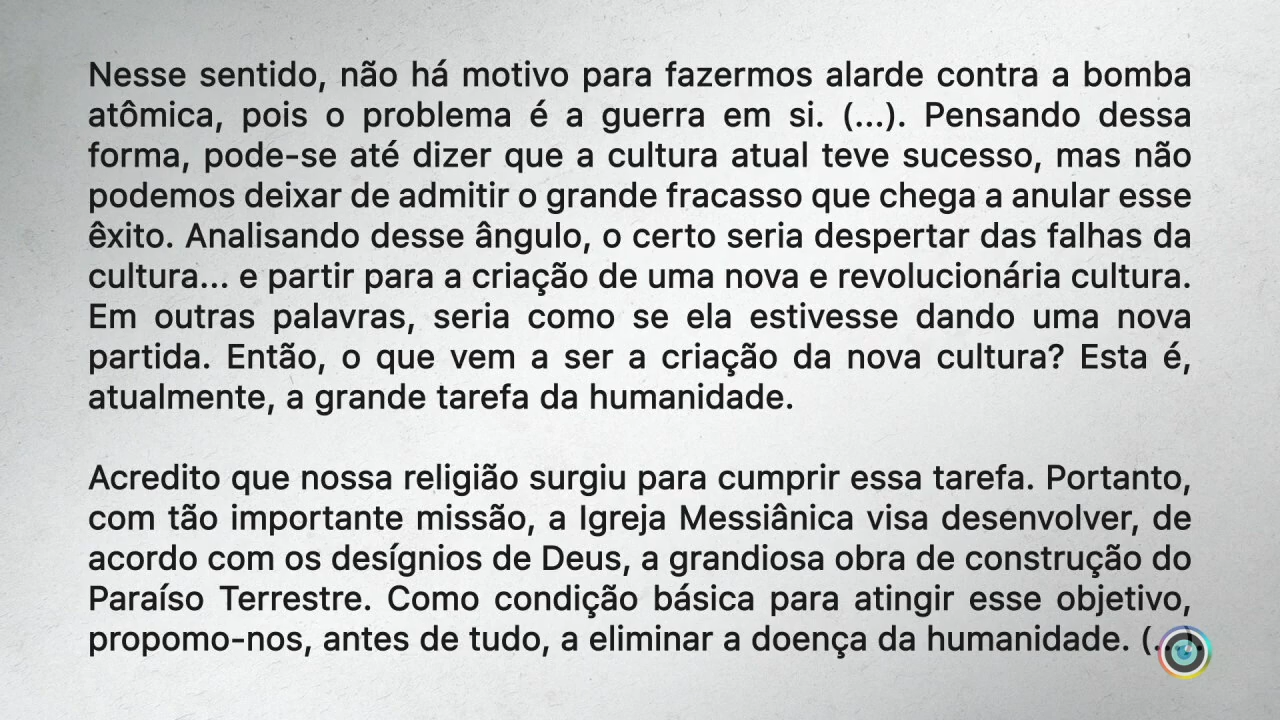 Nesse sentido, não há motivo para fazermos alarde contra a bomba
atômica, pois o problema é a guerra em si. (...). Pensando dessa
forma, pode-se até dizer que a cultura atual teve sucesso, mas não
podemos deixar de admitir o grande fracasso que chega a anular esse
êxito. Analisando desse ângulo, o certo seria despertar das falhas da
cultura... e partir para a criação de uma nova e revolucionária cultura.
Em outras palavras, seria como se ela estivesse dando uma nova
partida. Então, o que vem a ser a criação da nova cultura? Esta é,
atualmente, a grande tarefa da humanidade.
Acredito que nossa religião surgiu para cumprir essa tarefa. Portanto,
com tão importante missão, a Igreja Messiânica visa desenvolver, de
acordo com os desígnios de Deus, a grandiosa obra de construção do
Paraíso Terrestre. Como condição básica para atingir esse objetivo,
propomo-nos, antes de tudo, a eliminar a doença da humanidade. (...)